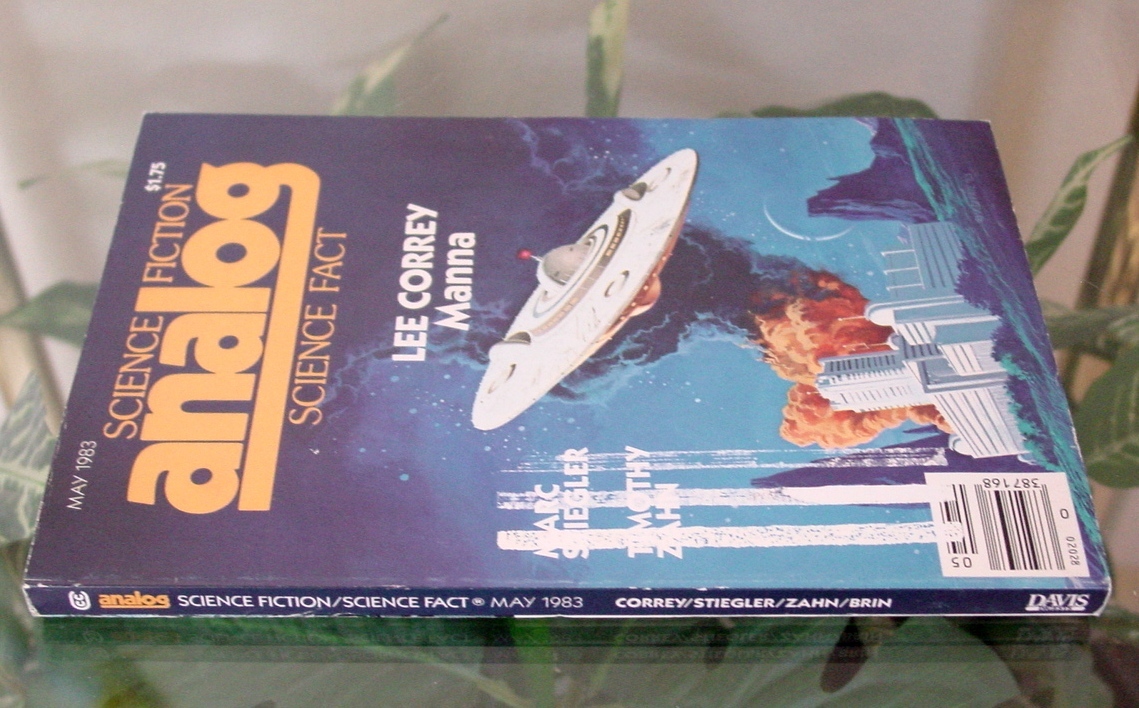 MAY 1983
$1.75
SCIENCE FICTION
analog
SCIENCE FACT
LEE CORREY
Manna
MARC
STIEGLER
TIMOTHY
ZAHN
05
387168
0
02028
analog SCIENCE FICTION/SCIENCE FACT® MAY 1983 CORREY/STIEGLER/ZAHN/BRIN DAVIS